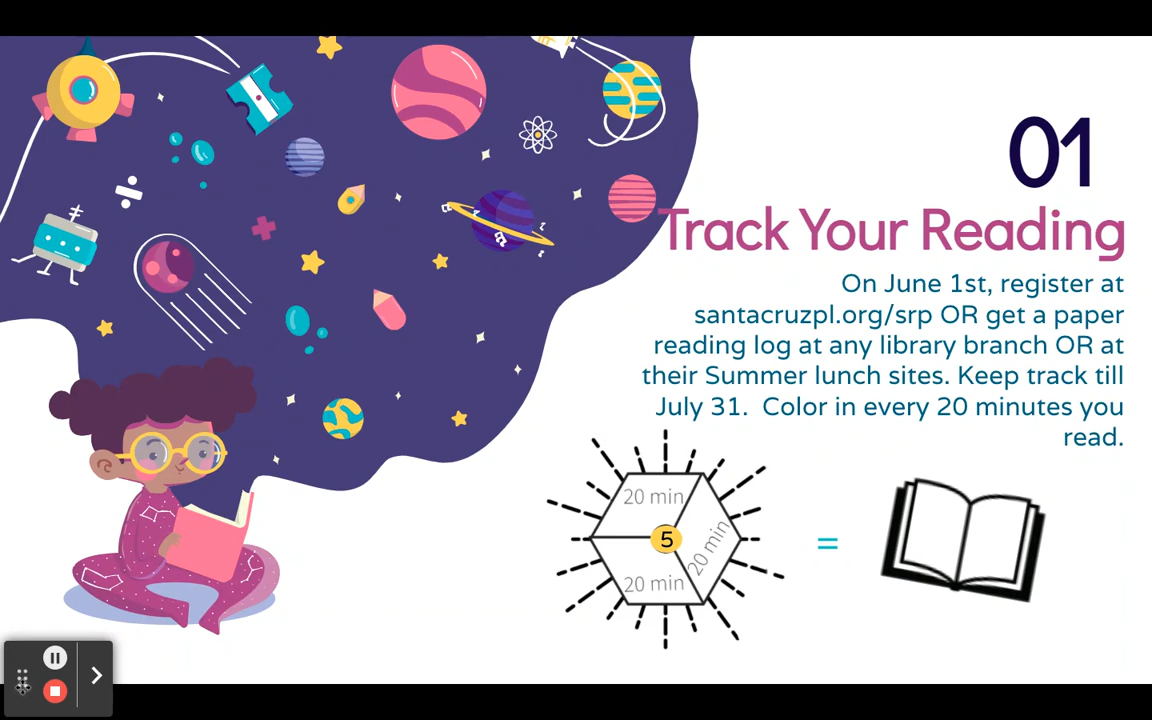 01
Track Your Reading
On June 1st, register at
santacruzpl.org/srp OR get a paper
reading log at any library branch OR at
their Summer lunch sites. Keep track till
July 31.  Color in every 20 minutes you
read.
20 min
20 min
5
20 min
=